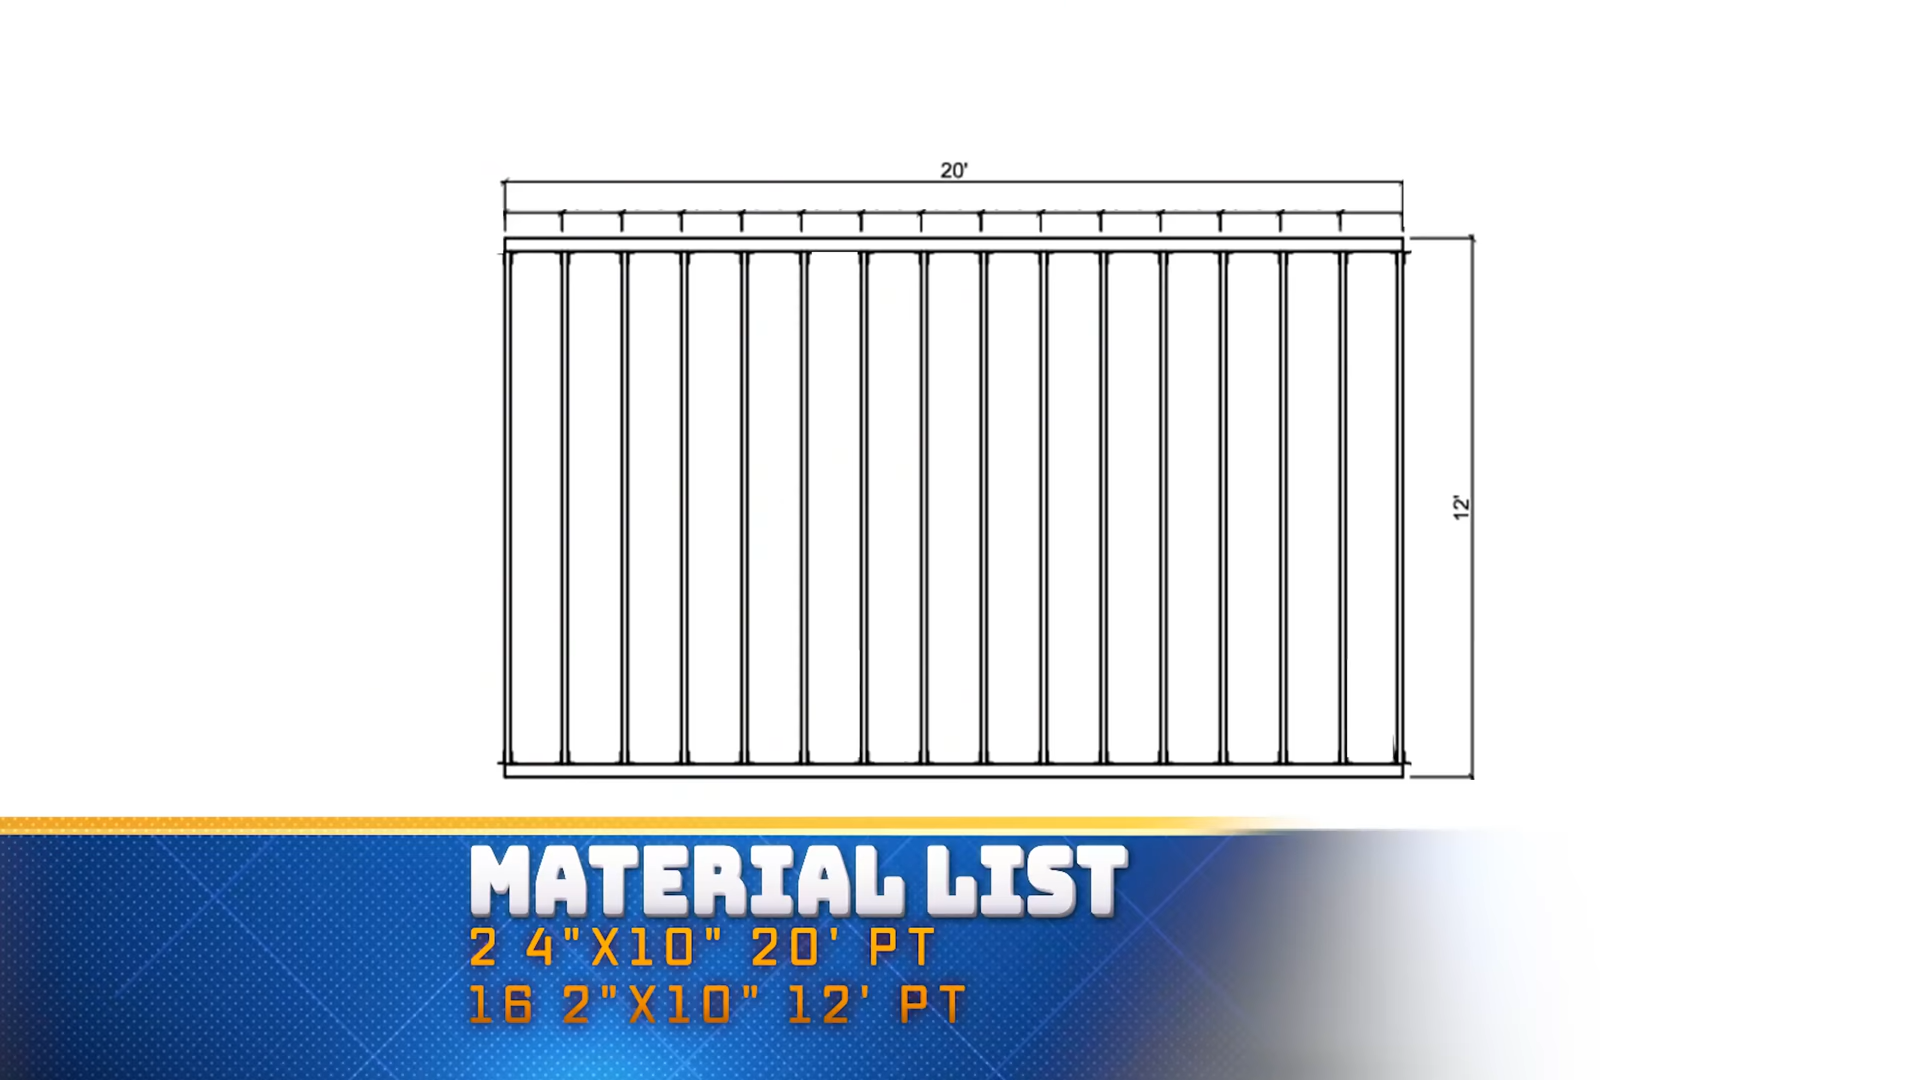 20'
12'
MATERIAL LIST
2 4"X10" 20' PT
16 2"X10" 12' PT